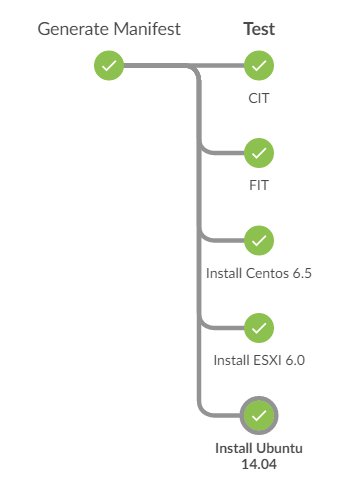 Generate Manifest
Test
CIT
FIT
Install Centos 6.5
Install ESXI 6.0
Install Ubuntu
14.04